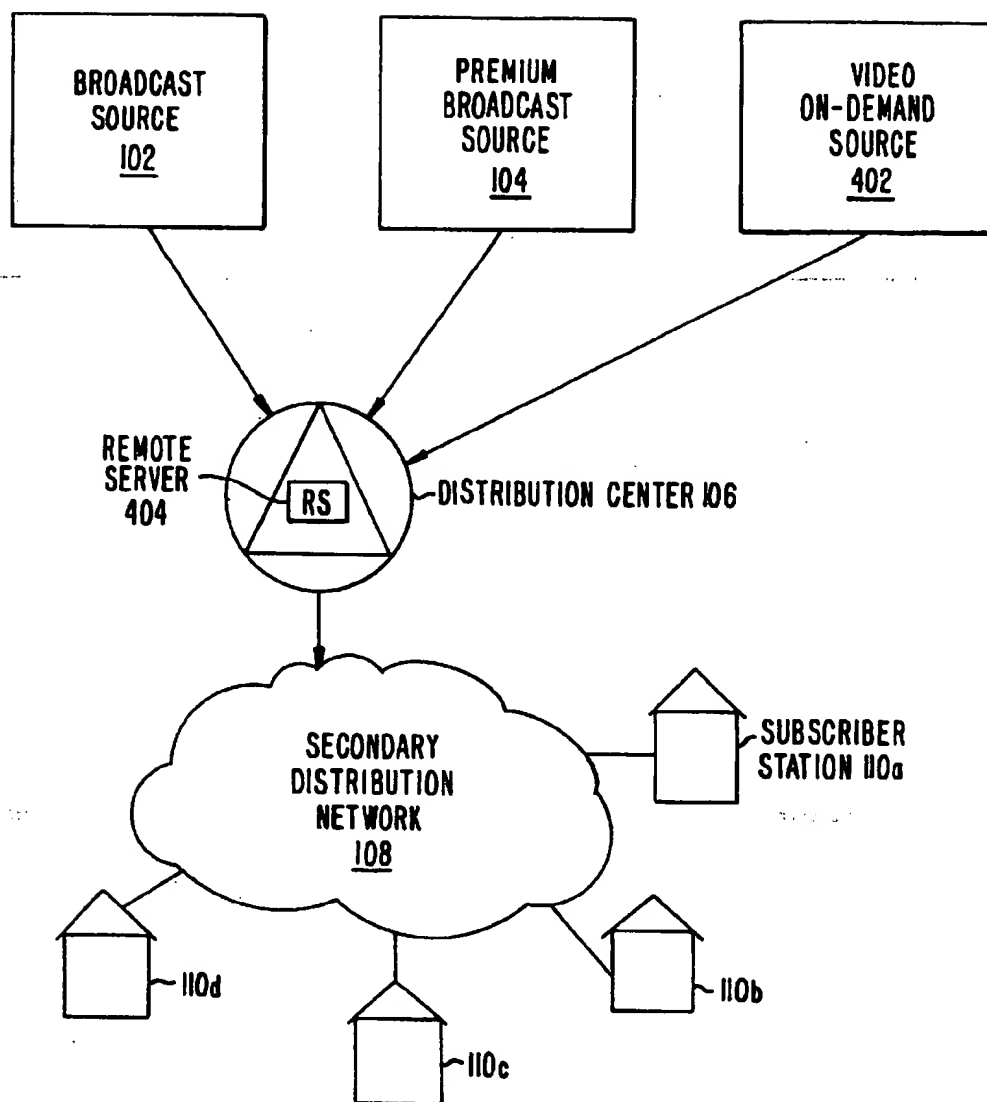 BROADCAST
SOURCE
102
PREMIUM
BROADCAST
SOURCE
104
VIDEO
ON-DEMAND
SOURCE
402
REMOTE
SERVER
404
RS
DISTRIBUTION CENTER 106
SECONDARY
DISTRIBUTION
NETWORK
108
SUBSCRIBER
STATION 110a
110d
110b
110c